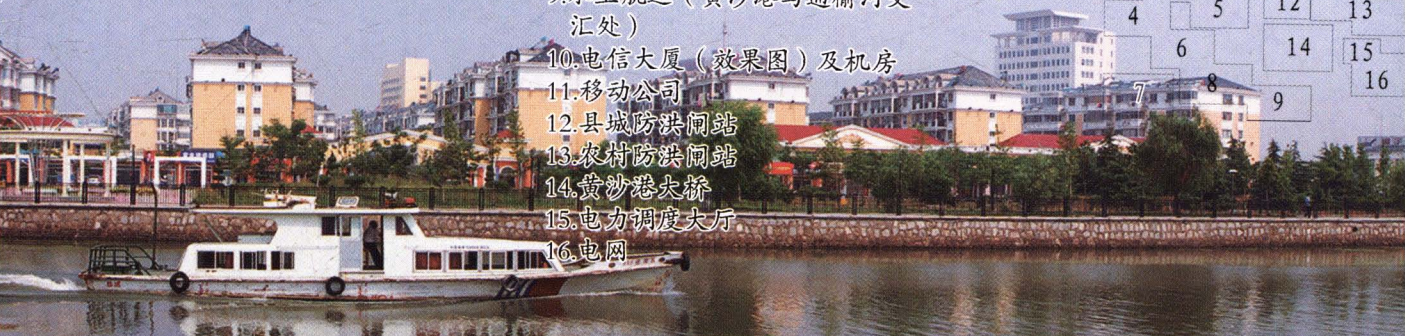 汇处）
10.电信大厦（效果图）及机房
11.移动公司
12.县城防洪闸站
13.农村防洪闸站
14.黄沙港大桥
15.电力调度大厅
16.电网
4
5
12
13
6
14
15
7
8
9
16